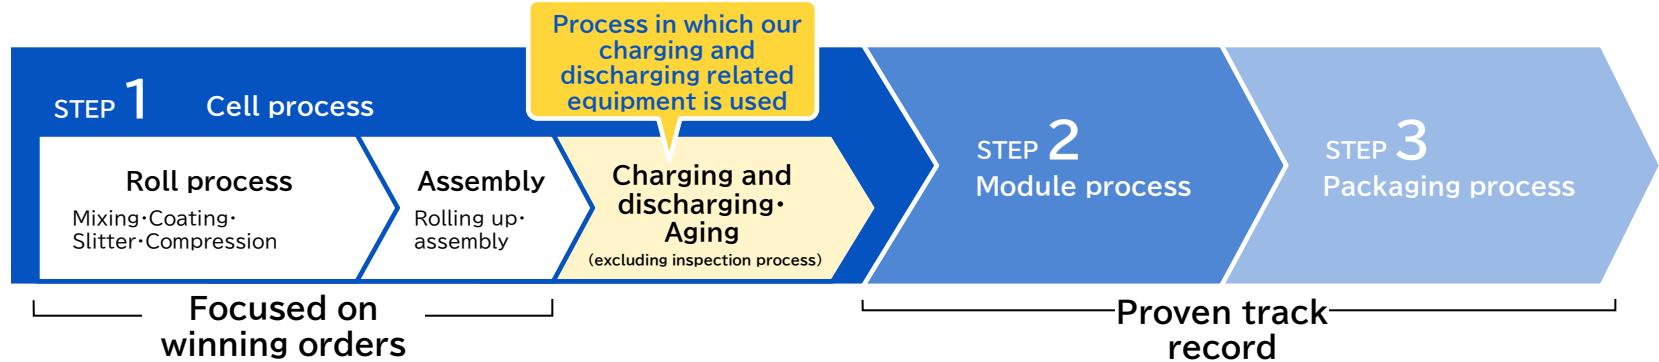 Process in which our
charging and
discharging related
equipment is used
STEP 1 Cell process
Roll process
Mixing・Coating・
Slitter・Compression
Assembly
Rolling up・
assembly
Charging and
discharging・
Aging
(excluding inspection process)
STEP 2
Module process
STEP 3
Packaging process
Focused on
winning orders
Proven track
record